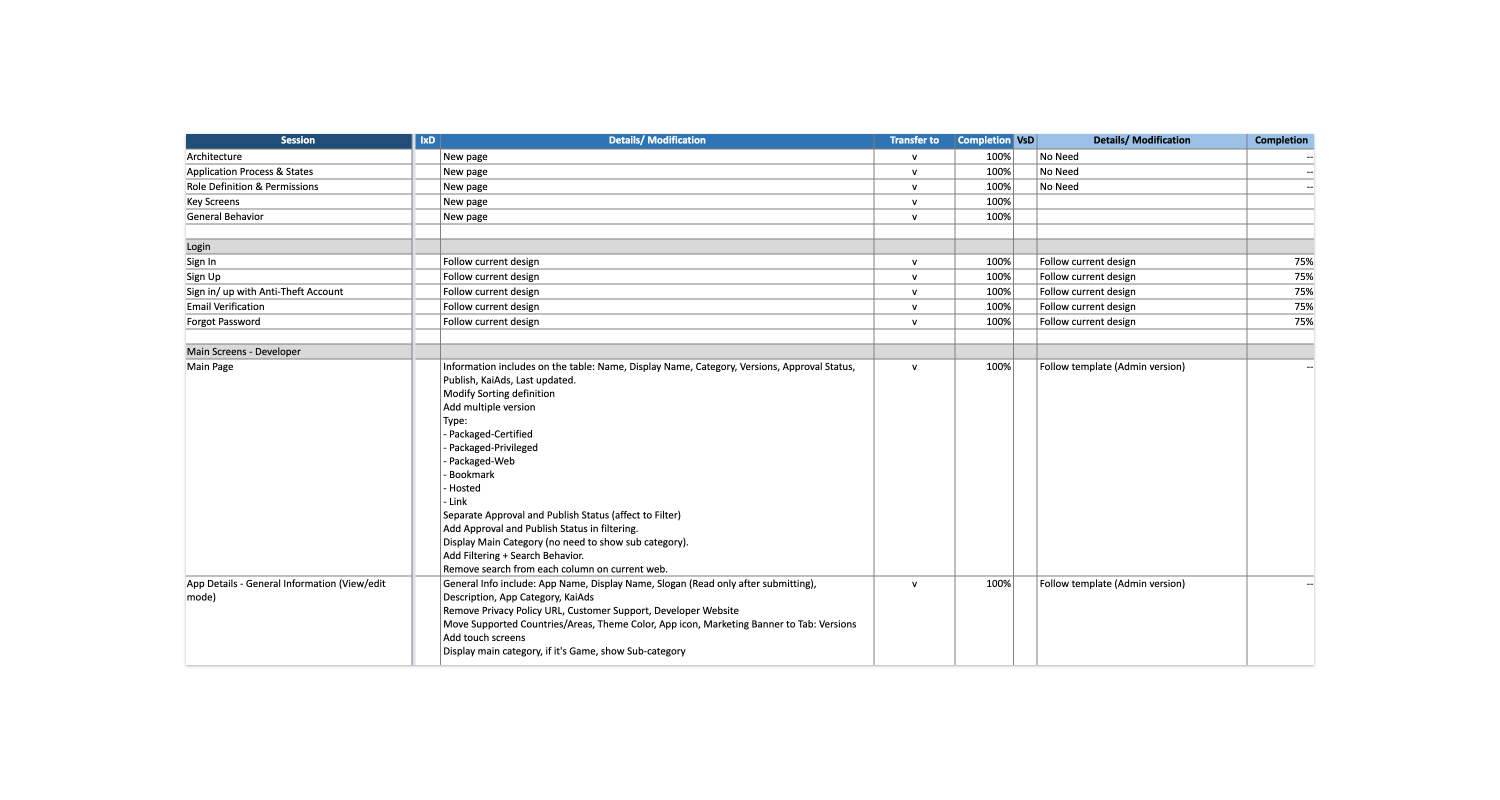 Session IxD Details/ Modification Transfer to Completion VsD Details/ Modification Completion
Architecture New page v 100% No Need --
Application Process & States New page v 100% No Need --
Role Definition & Permissions New page v 100% No Need --
Key Screens New page v 100%
General Behavior New page v 100%
Login
Sign In Follow current design v 100% Follow current design 75%
Sign Up Follow current design v 100% Follow current design 75%
Sign in/ up with Anti-Theft Account Follow current design v 100% Follow current design 75%
Email Verification Follow current design v 100% Follow current design 75%
Forgot Password Follow current design v 100% Follow current design 75%
Main Screens - Developer
Main Page Information includes on the table: Name, Display Name, Category, Versions, Approval Status, v 100% Follow template (Admin version) --
Publish, KaiAds, Last updated.
Modify Sorting definition
Add multiple version
Type:
- Packaged-Certified
- Packaged-Privileged
- Packaged-Web
- Bookmark
- Hosted
- Link
Separate Approval and Publish Status (affect to Filter)
Add Approval and Publish Status in filtering.
Display Main Category (no need to show sub category).
Add Filtering + Search Behavior.
Remove search from each column on current web.
App Details - General Information (View/edit General Info include: App Name, Display Name, Slogan (Read only after submitting), v 100% Follow template (Admin version) --
mode) Description, App Category, KaiAds
Remove Privacy Policy URL, Customer Support, Developer Website
Move Supported Countries/Areas, Theme Color, App icon, Marketing Banner to Tab: Versions
Add touch screens
Display main category, if it's Game, show Sub-category